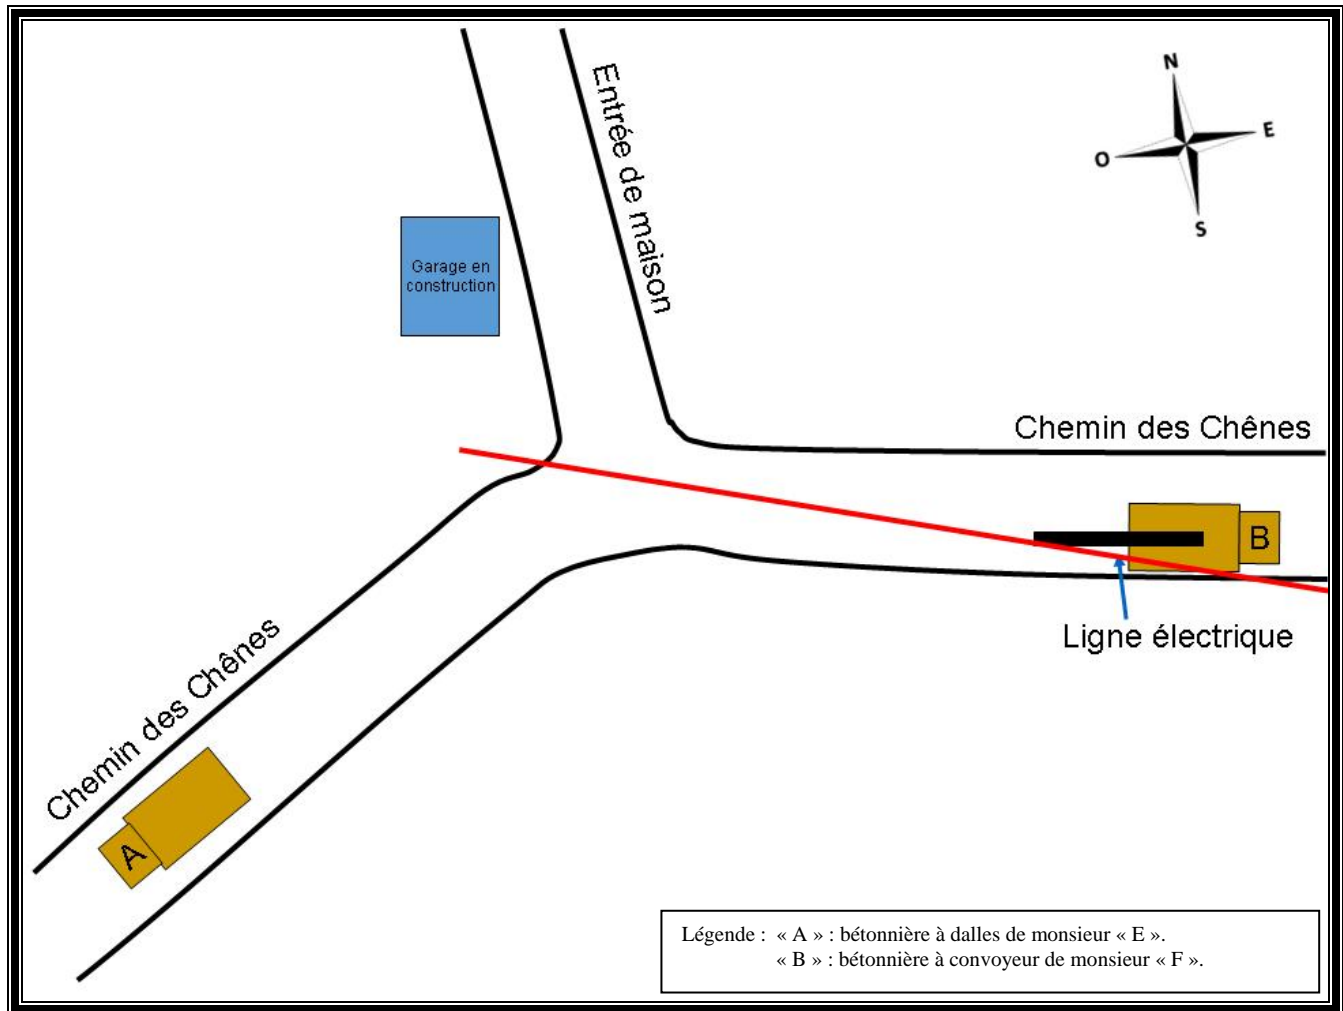 N
E
O
S
Entrée de maison
Garage en
construction
Chemin des Chênes
B
Ligne électrique
Chemin des Chênes
A
Légende : « A » : bétonnière à dalles de monsieur « E ».
« B » : bétonnière à convoyeur de monsieur « F ».